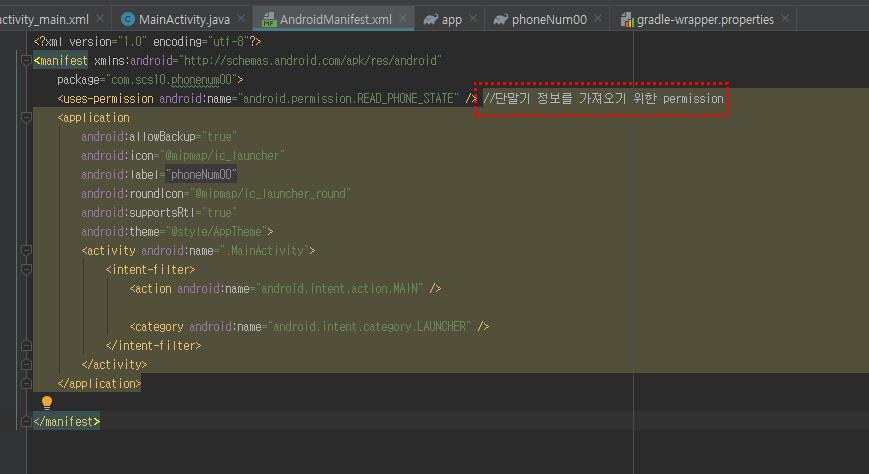 activity_main.xml MainActivity.java AndroidManifest.xml app phoneNum00 gradle-wrapper.properties
<?xml version="1.0" encoding="utf-8"?>
<manifest xmlns:android="http://schemas.android.com/apk/res/android"
package="com.scs10.phonenum00">
<uses-permission android:name="android.permission.READ_PHONE_STATE" /> //단말기 정보를 가져오기 위한 permission
<application
android:allowBackup="true"
android:icon="@mipmap/ic_launcher"
android:label="phoneNum00"
android:roundIcon="@mipmap/ic_launcher_round"
android:supportsRtl="true"
android:theme="@style/AppTheme">
<activity android:name=".MainActivity">
<intent-filter>
<action android:name="android.intent.action.MAIN" />
<category android:name="android.intent.category.LAUNCHER" />
</intent-filter>
</activity>
</application>
</manifest>